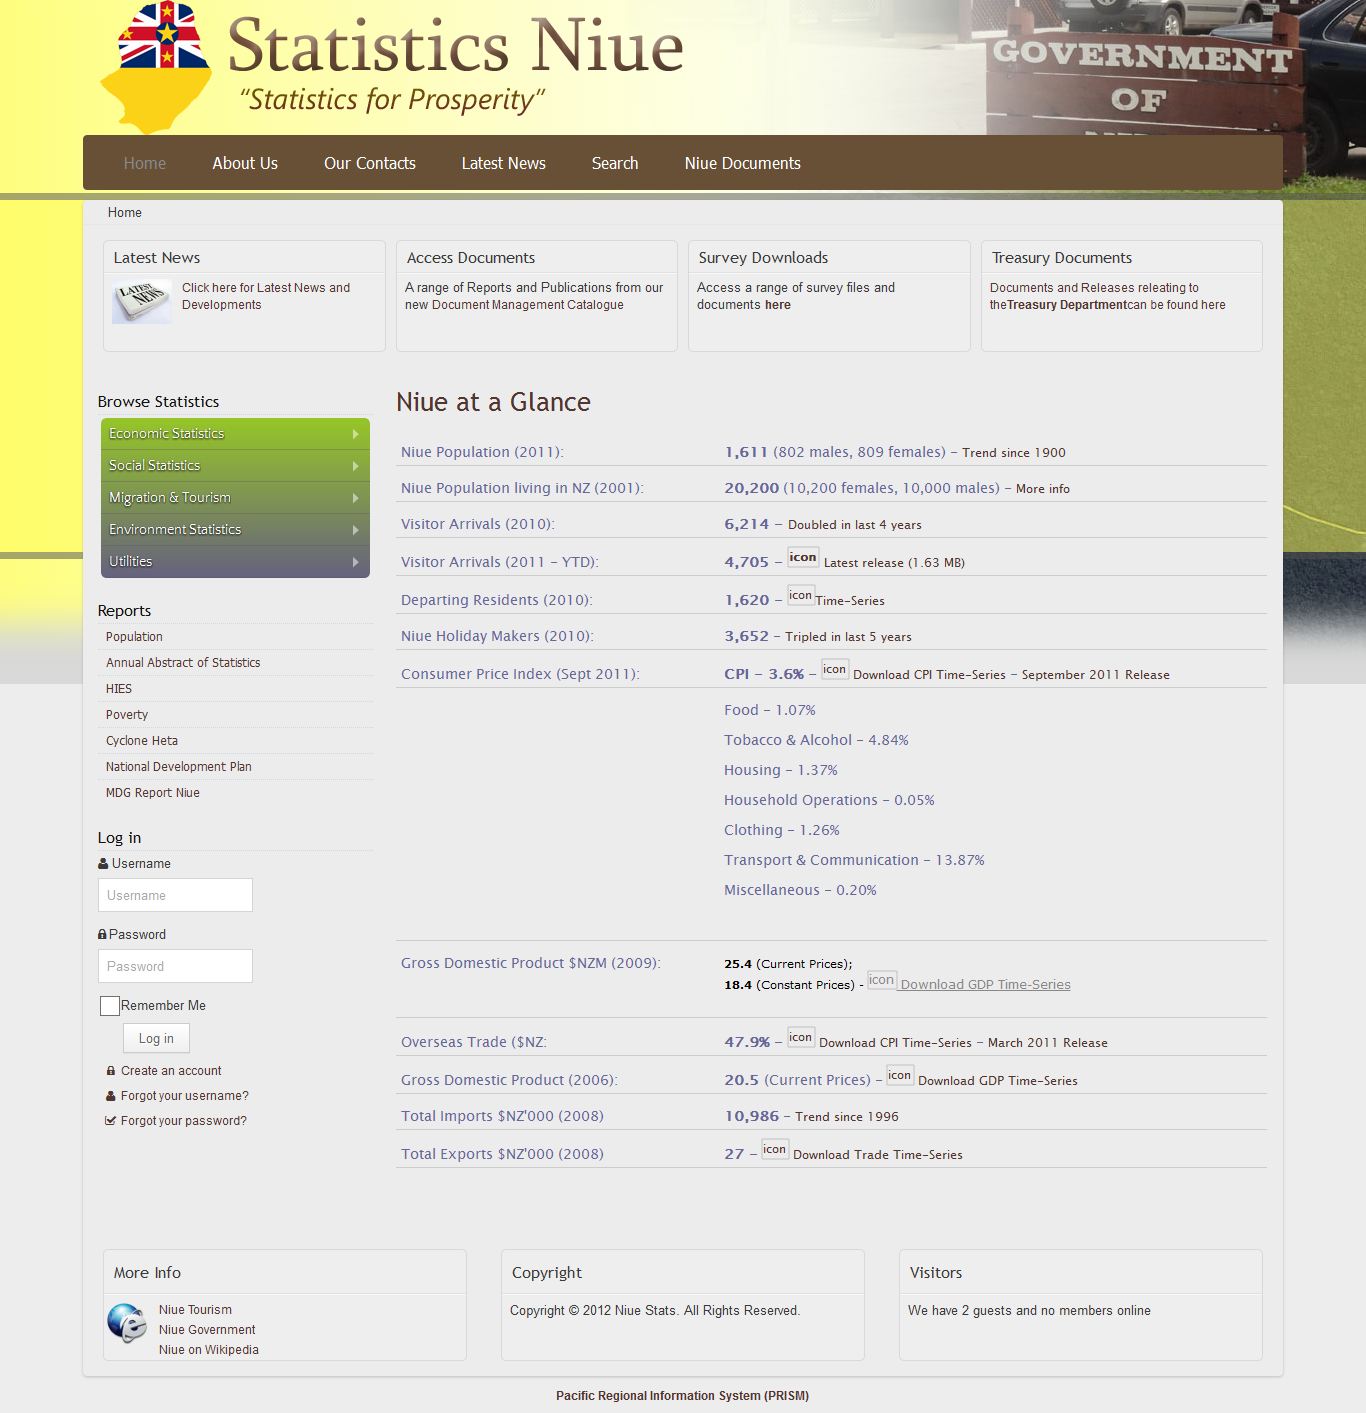 Statistics Niue
“Statistics for Prosperity”
GOVERNMENT
OF
Home About Us Our Contacts Latest News Search Niue Documents
Home
Latest News
Click here for Latest News and
Developments
Access Documents
A range of Reports and Publications from our
new Document Management Catalogue
Survey Downloads
Access a range of survey files and
documents here
Treasury Documents
Documents and Releases releating to
theTreasury Departmentcan be found here
Browse Statistics
Economic Statistics
Social Statistics
Migration & Tourism
Environment Statistics
Utilities
Reports
Population
Annual Abstract of Statistics
HIES
Poverty
Cyclone Heta
National Development Plan
MDG Report Niue
Log in
Username
Username
Password
Password
Remember Me
Log in
Create an account
Forgot your username?
Forgot your password?
Niue at a Glance
Niue Population (2011): 1,611 (802 males, 809 females) - Trend since 1900
Niue Population living in NZ (2001): 20,200 (10,200 females, 10,000 males) - More info
Visitor Arrivals (2010): 6,214 - Doubled in last 4 years
Visitor Arrivals (2011 - YTD): 4,705 - icon Latest release (1.63 MB)
Departing Residents (2010): 1,620 - icon Time-Series
Niue Holiday Makers (2010): 3,652 - Tripled in last 5 years
Consumer Price Index (Sept 2011): CPI - 3.6% - icon Download CPI Time-Series - September 2011 Release
Food - 1.07%
Tobacco & Alcohol - 4.84%
Housing - 1.37%
Household Operations - 0.05%
Clothing - 1.26%
Transport & Communication - 13.87%
Miscellaneous - 0.20%
Gross Domestic Product $NZM (2009): 25.4 (Current Prices);
18.4 (Constant Prices) - icon Download GDP Time-Series
Overseas Trade ($NZ: 47.9% - icon Download CPI Time-Series - March 2011 Release
Gross Domestic Product (2006): 20.5 (Current Prices) - icon Download GDP Time-Series
Total Imports $NZ'000 (2008) 10,986 - Trend since 1996
Total Exports $NZ'000 (2008) 27 - icon Download Trade Time-Series
More Info
Niue Tourism
Niue Government
Niue on Wikipedia
Copyright
Copyright © 2012 Niue Stats. All Rights Reserved.
Visitors
We have 2 guests and no members online
Pacific Regional Information System (PRISM)